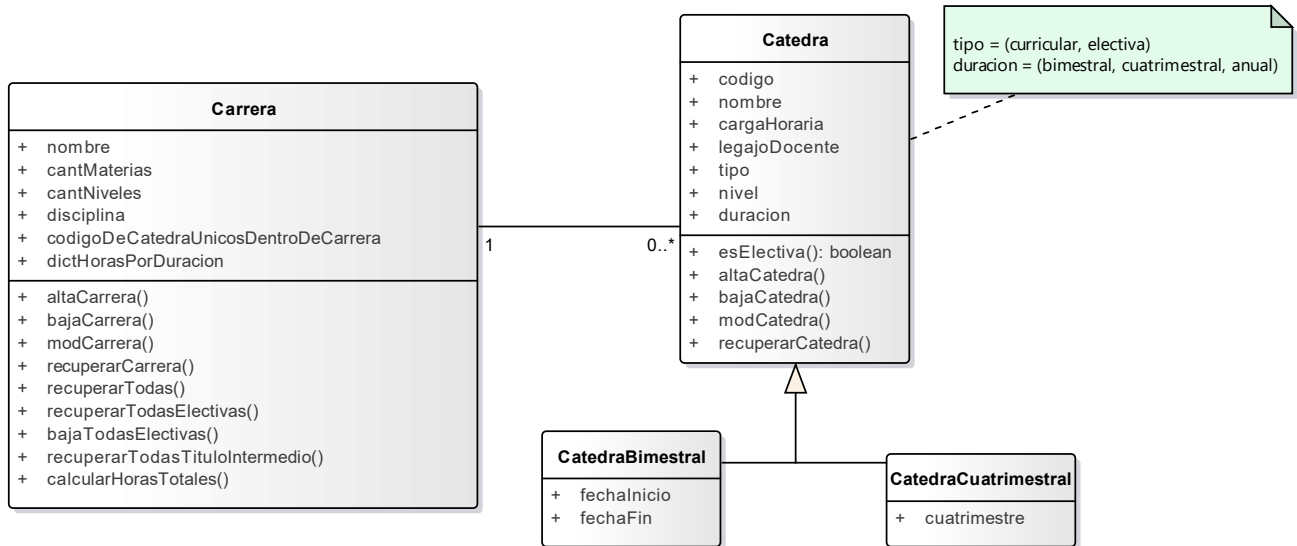 Carrera
+ nombre
+ cantMaterias
+ cantNiveles
+ disciplina
+ codigoDeCatedraUnicosDentroDeCarrera
+ dictHorasPorDuracion
+ altaCarrera()
+ bajaCarrera()
+ modCarrera()
+ recuperarCarrera()
+ recuperarTodas()
+ recuperarTodasElectivas()
+ bajaTodasElectivas()
+ recuperarTodasTituloIntermedio()
+ calcularHorasTotales()
1
0..*
Catedra
+ codigo
+ nombre
+ cargaHoraria
+ legajoDocente
+ tipo
+ nivel
+ duracion
+ esElectiva(): boolean
+ altaCatedra()
+ bajaCatedra()
+ modCatedra()
+ recuperarCatedra()
tipo = (curricular, electiva)
duracion = (bimestral, cuatrimestral, anual)
CatedraBimestral
+ fechaInicio
+ fechaFin
CatedraCuatrimestral
+ cuatrimestre